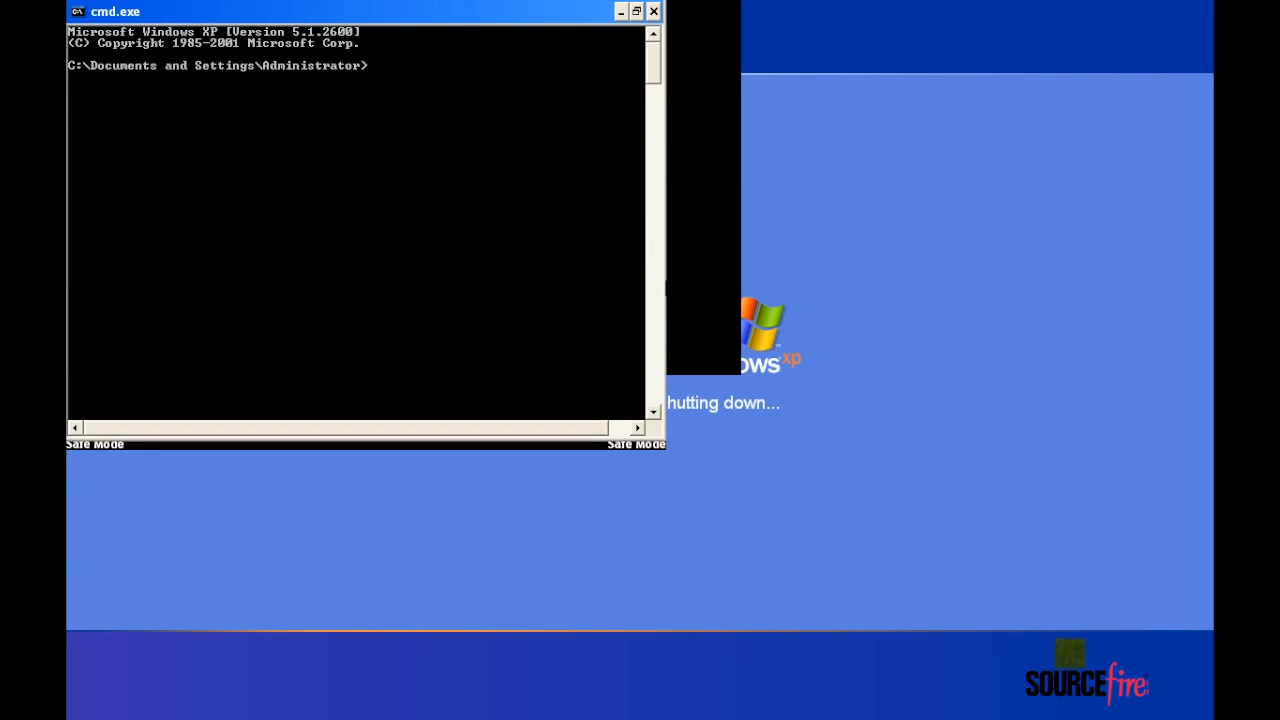 cmd.exe
Microsoft Windows XP [Version 5.1.2600]
(C) Copyright 1985-2001 Microsoft Corp.
C:\Documents and Settings\Administrator>
ows xp
hutting down...
Safe Mode Safe Mode
SOURCEfire